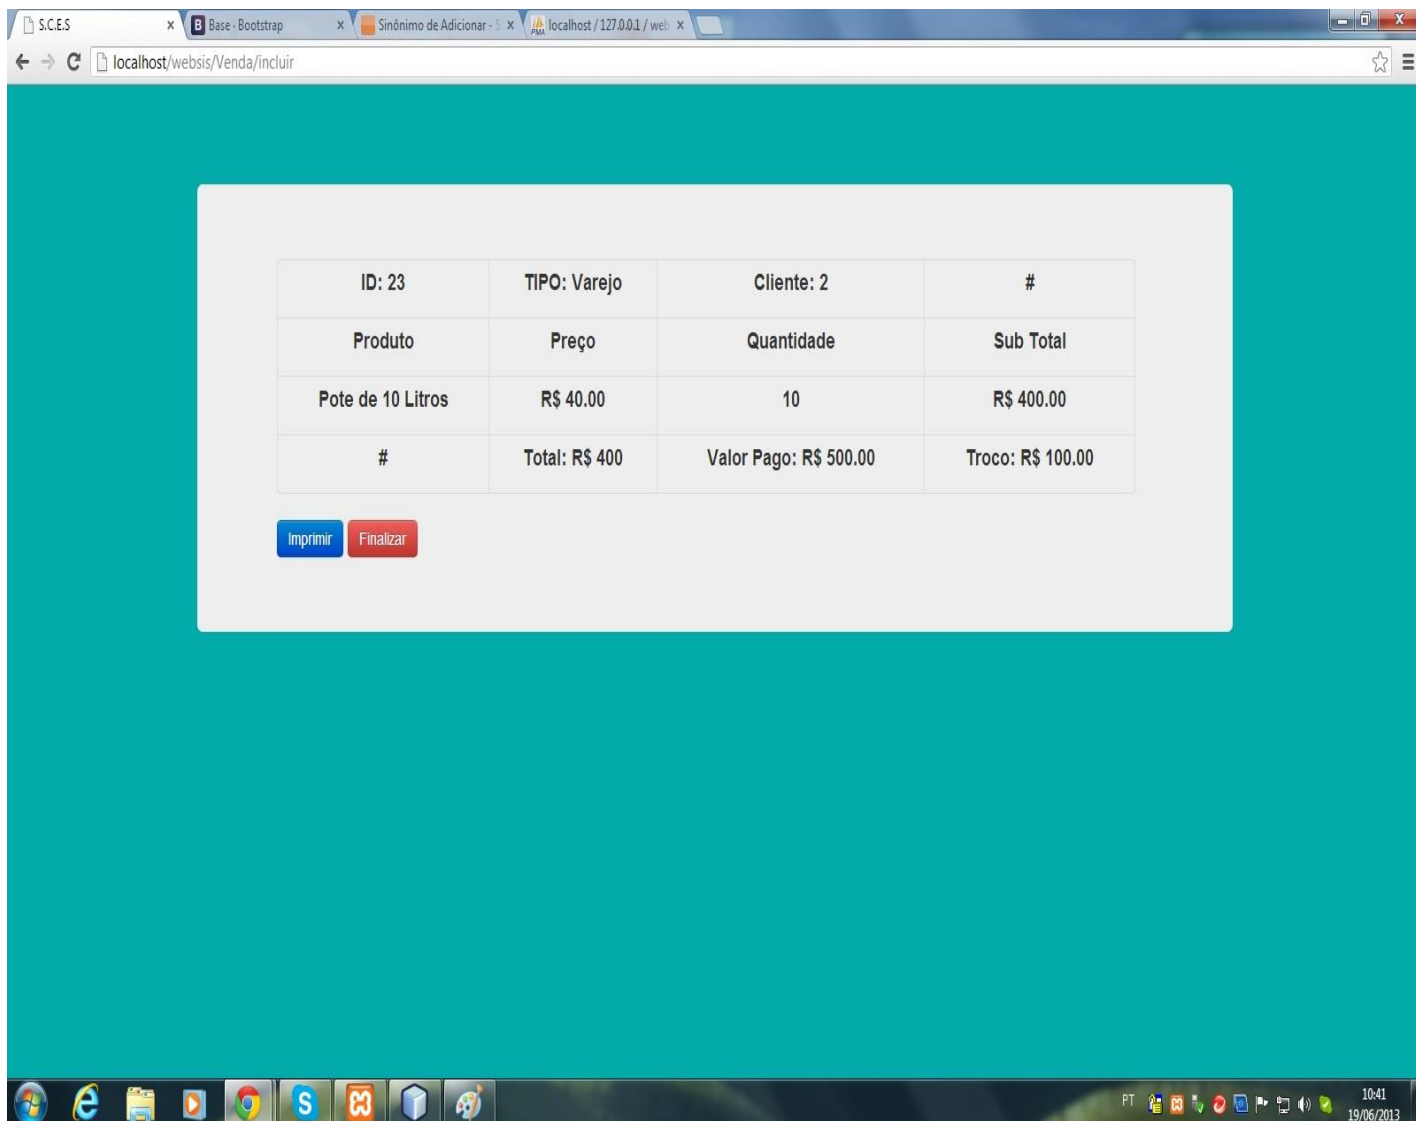 S.C.E.S
Base - Bootstrap
Sinônimo de Adicionar - S
localhost / 127.0.0.1 / web
localhost/websis/Venda/incluir
ID: 23 TIPO: Varejo Cliente: 2 #
Produto Preço Quantidade Sub Total
Pote de 10 Litros R$ 40.00 10 R$ 400.00
# Total: R$ 400 Valor Pago: R$ 500.00 Troco: R$ 100.00
Imprimir Finalizar
PT
10:41
19/06/2013